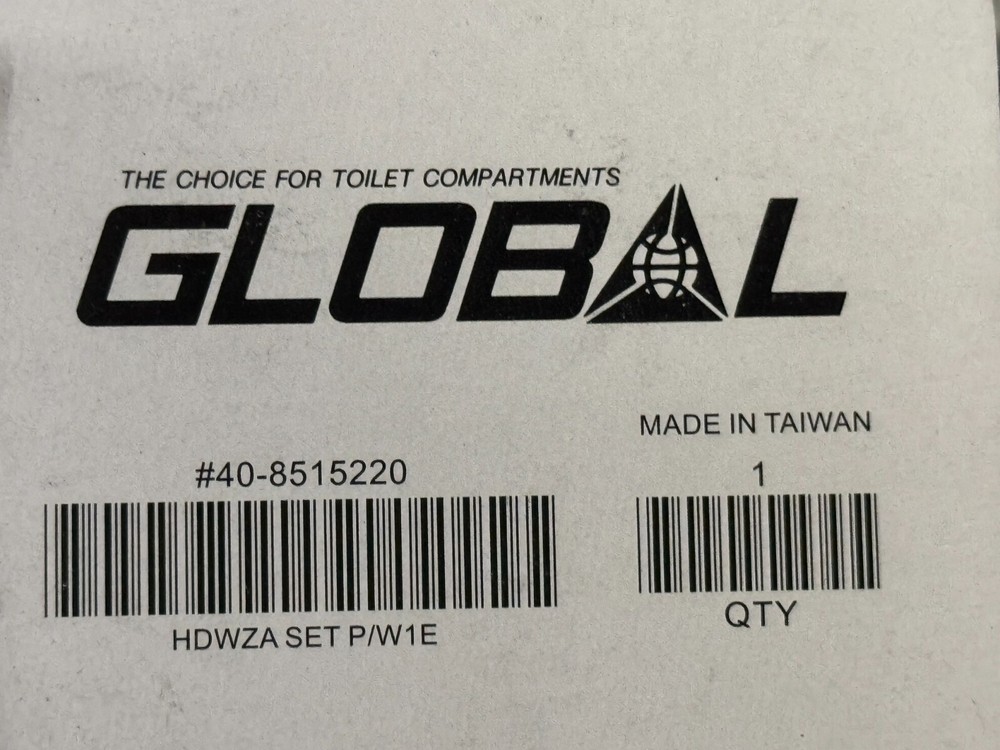 THE CHOICE FOR TOILET COMPARTMENTS
GLOBAL
MADE IN TAIWAN
#40-8515220
1
HDWZA SET P/W1E
QTY